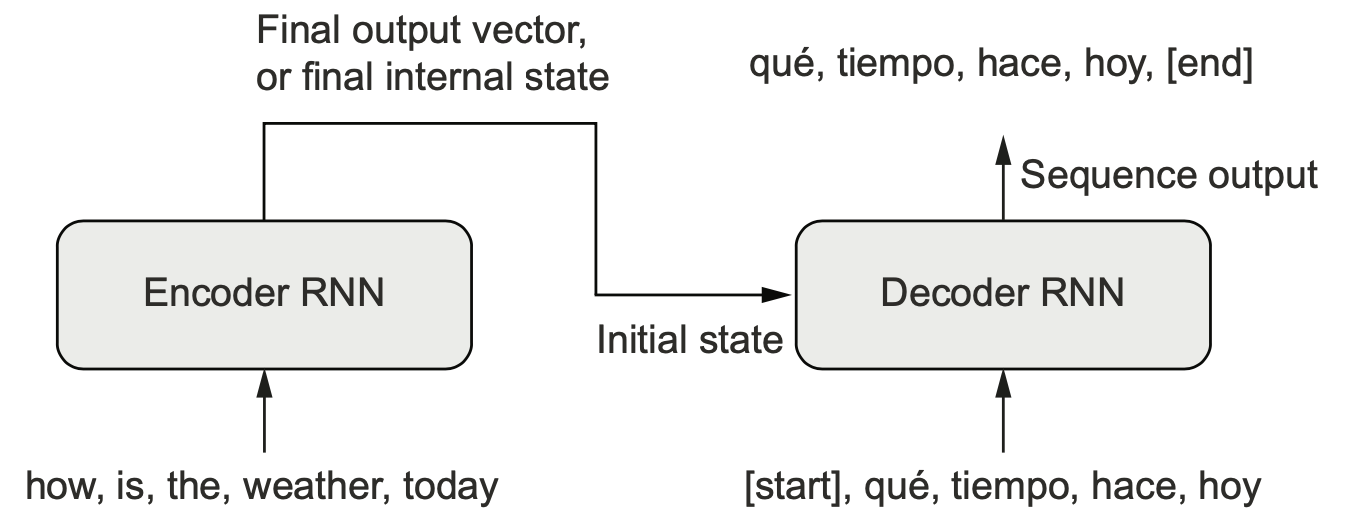 Final output vector,
or final internal state
qué, tiempo, hace, hoy, [end]
Sequence output
Encoder RNN
Decoder RNN
Initial state
how, is, the, weather, today
[start], qué, tiempo, hace, hoy